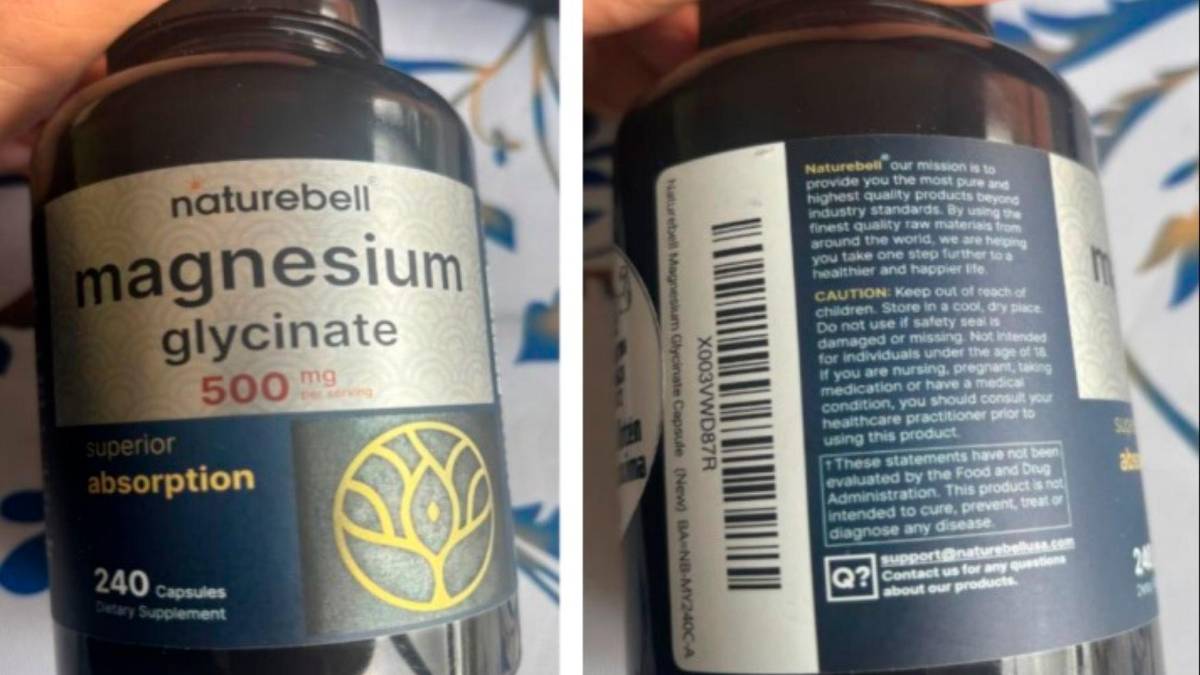 naturebell®
magnesium
glycinate
500 mg
per serving
superior
absorption
240 Capsules
Dietary Supplement
Naturebell Magnesium Glycinate Capsule (New) BA-NB-MY240C-A
X003VWD87R
Naturebell® our mission is to
provide you the most pure and
highest quality products beyond
industry standards. By using the
finest quality raw materials from
around the world, we are helping
you take one step further to a
healthier and happier life.
CAUTION: Keep out of reach of
children. Store in a cool, dry place.
Do not use if safety seal is
damaged or missing. Not intended
for individuals under the age of 18.
If you are nursing, pregnant, taking
medication or have a medical
condition, you should consult your
healthcare practitioner prior to
using this product.
†These statements have not been
evaluated by the Food and Drug
Administration. This product is not
intended to cure, prevent, treat or
diagnose any disease.
Q?
support@naturebellusa.com
Contact us for any questions
about our products.